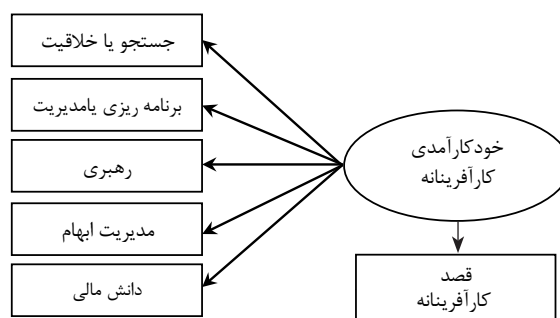 جستجو یا خلاقیت
برنامه ریزی یامدیریت
رهبری
مدیریت ابهام
دانش مالی
خودکارآمدی
کارآفرینانه
قصد
کارآفرینانه